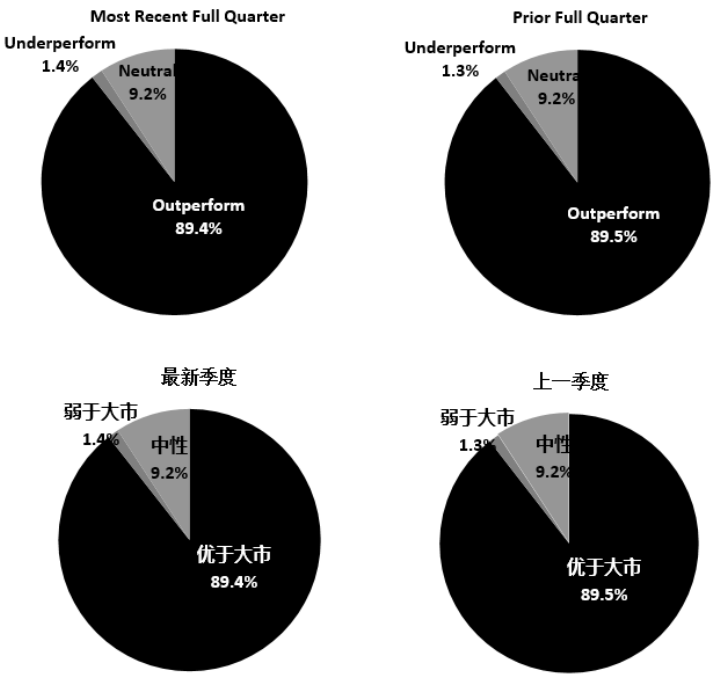 Most Recent Full Quarter
Underperform
1.4%
Neutral
9.2%
Outperform
89.4%
Prior Full Quarter
Underperform
1.3%
Neutral
9.2%
Outperform
89.5%
最新季度
弱于大市
1.4%
中性
9.2%
优于大市
89.4%
上一季度
弱于大市
1.3%
中性
9.2%
优于大市
89.5%